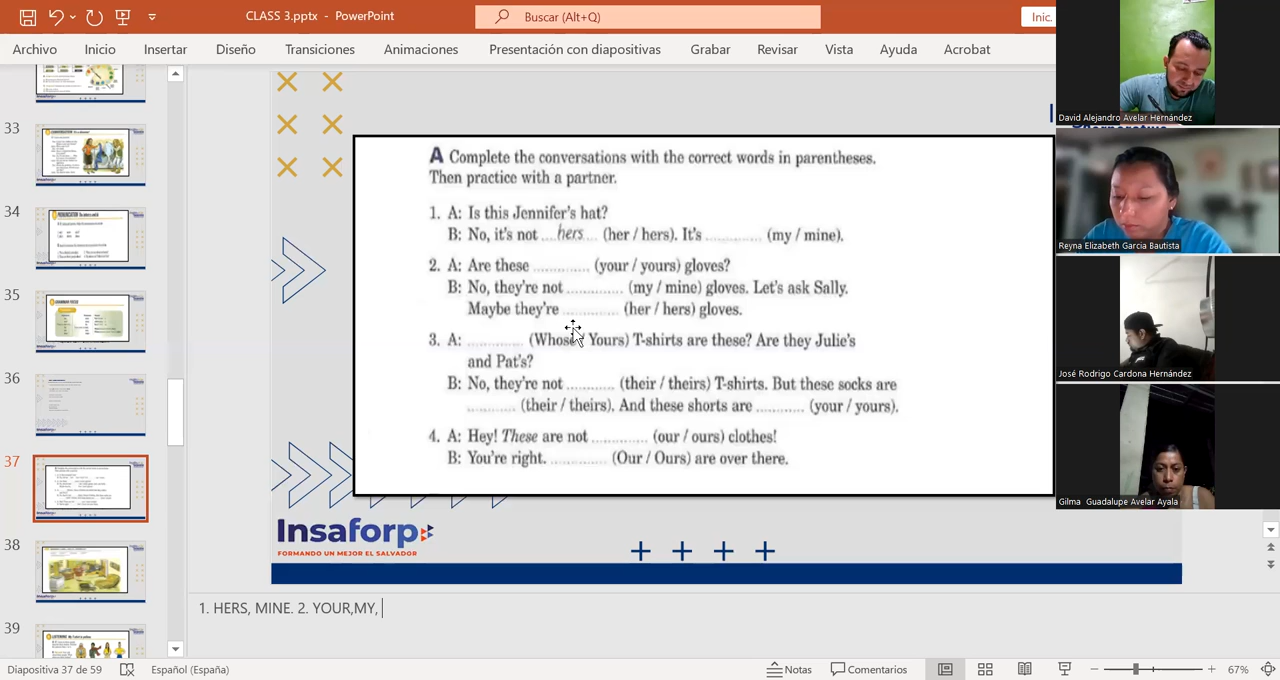 CLASS 3.pptx - PowerPoint
Buscar (Alt+Q)
Inic.
Archivo Inicio Insertar Diseño Transiciones Animaciones Presentación con diapositivas Grabar Revisar Vista Ayuda Acrobat
33
34
35
36
37
38
39
A Complete the conversations with the correct words in parentheses.
Then practice with a partner.
1. A: Is this Jennifer's hat?
B: No, it's not hers (her / hers). It's ............ (my / mine).
2. A: Are these ............ (your / yours) gloves?
B: No, they're not ............ (my / mine) gloves. Let's ask Sally.
Maybe they're ............ (her / hers) gloves.
3. A: ............ (Whose / Yours) T-shirts are these? Are they Julie's
and Pat's?
B: No, they're not ............ (their / theirs) T-shirts. But these socks are
............ (their / theirs). And these shorts are ............ (your / yours).
4. A: Hey! These are not ............ (our / ours) clothes!
B: You're right. ............ (Our / Ours) are over there.
Insaforp
FORMANDO UN MEJOR EL SALVADOR
David Alejandro Avelar Hernández
Reyna Elizabeth Garcia Bautista
José Rodrigo Cardona Hernández
Gilma Guadalupe Avelar Ayala
1. HERS, MINE. 2. YOUR,MY,
Diapositiva 37 de 59 Español (España) Notas Comentarios 67%